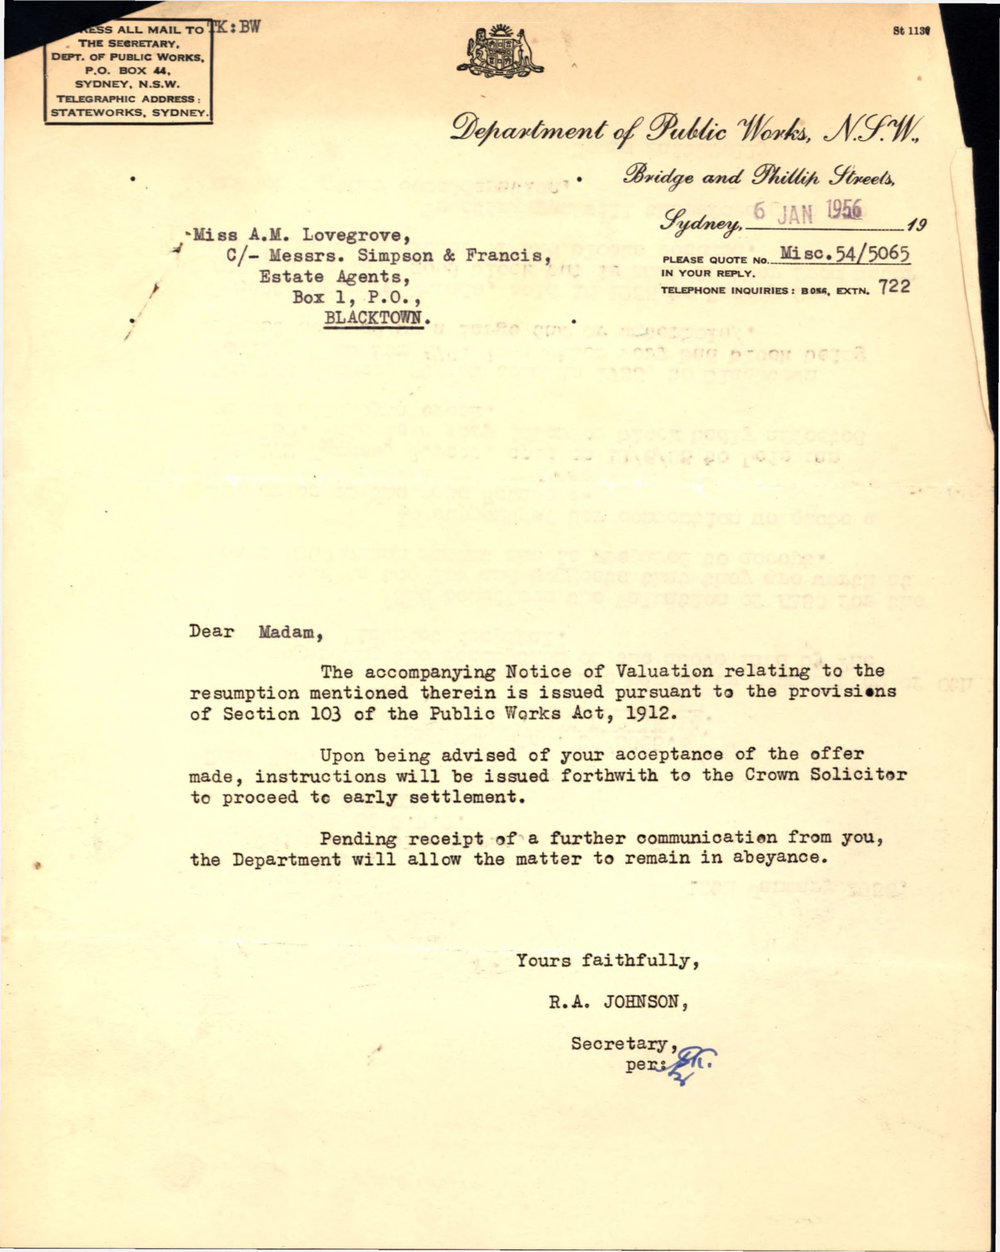 ESS ALL MAIL TO TK:BW
THE SECRETARY,
DEPT. OF PUBLIC WORKS,
P.O. BOX 44,
SYDNEY, N.S.W.
TELEGRAPHIC ADDRESS:
STATEWORKS, SYDNEY.
St 1130
Department of Public Works, N.S.W.,
Bridge and Phillip Streets,
Sydney, 6 JAN 1956 19
PLEASE QUOTE No. Misc.54/5065
IN YOUR REPLY.
TELEPHONE INQUIRIES: B 056, EXTN. 722
Miss A.M. Lovegrove,
C/- Messrs. Simpson & Francis,
Estate Agents,
Box 1, P.O.,
BLACKTOWN.
Dear Madam,
The accompanying Notice of Valuation relating to the
resumption mentioned therein is issued pursuant to the provisions
of Section 103 of the Public Works Act, 1912.
Upon being advised of your acceptance of the offer
made, instructions will be issued forthwith to the Crown Solicitor
to proceed to early settlement.
Pending receipt of a further communication from you,
the Department will allow the matter to remain in abeyance.
Yours faithfully,
R.A. JOHNSON,
Secretary,
per: